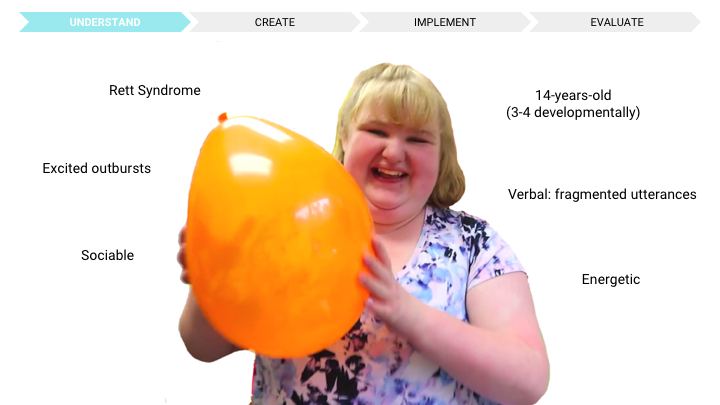 UNDERSTAND
CREATE
IMPLEMENT
EVALUATE
Rett Syndrome
14-years-old
(3-4 developmentally)
Excited outbursts
Verbal: fragmented utterances
Sociable
Energetic